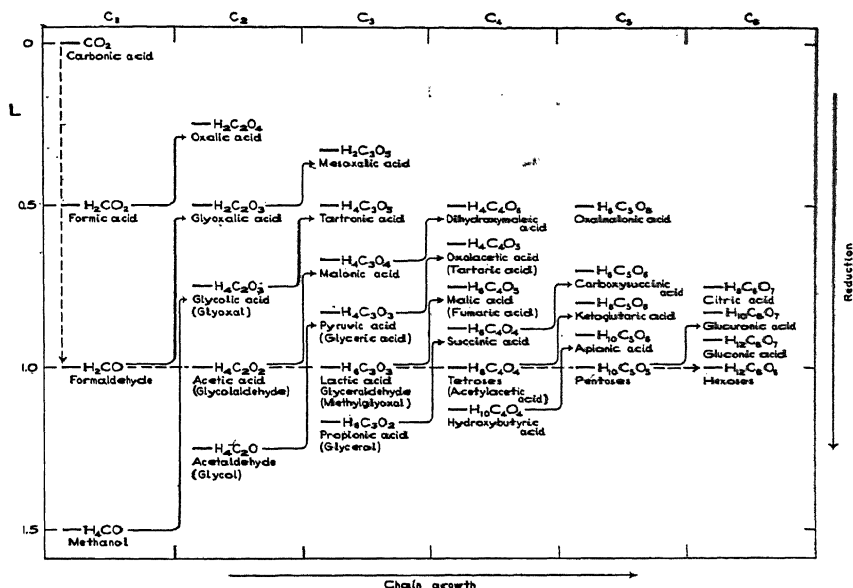 C₁ C₂ C₃ C₄ C₅ C₆
L
0
0.5
1.0
1.5
CO₂
Carbonic acid
H₂CO₂
Formic acid
H₂CO
Formaldehyde
H₄CO
Methanol
H₂C₂O₄
Oxalic acid
H₂C₂O₃
Glyoxalic acid
H₄C₂O₃
Glycolic acid
(Glyoxal)
H₄C₂O₂
Acetic acid
(Glycolaldehyde)
H₄C₂O
Acetaldehyde
(Glycol)
H₂C₃O₅
Mesoxalic acid
H₄C₃O₅
Tartronic acid
H₄C₃O₄
Malonic acid
H₄C₃O₃
Pyruvic acid
(Glyceric acid)
H₆C₃O₃
Lactic acid
Glyceraldehyde
(Methylglyoxal)
H₆C₃O₂
Propionic acid
(Glycerol)
H₄C₄O₆
Dihydroxymaleic
acid
H₄C₄O₅
Oxalacetic acid
(Tartaric acid)
H₆C₄O₅
Malic acid
(Fumaric acid)
H₆C₄O₄
Succinic acid
H₈C₄O₄
Tetroses
(Acetylacetic
acid)
H₁₀C₄O₄
Hydroxybutyric
acid
Oxalmalonic acid
Carboxysuccinic
acid
Ketoglutaric acid
Apionic acid
H₁₀C₅O₅
Pentoses
H₈C₆O₇
Citric acid
H₁₀C₆O₇
Glucuronic acid
H₁₂C₆O₇
Gluconic acid
H₁₂C₆O₆
Hexoses
Reduction
Chain growth